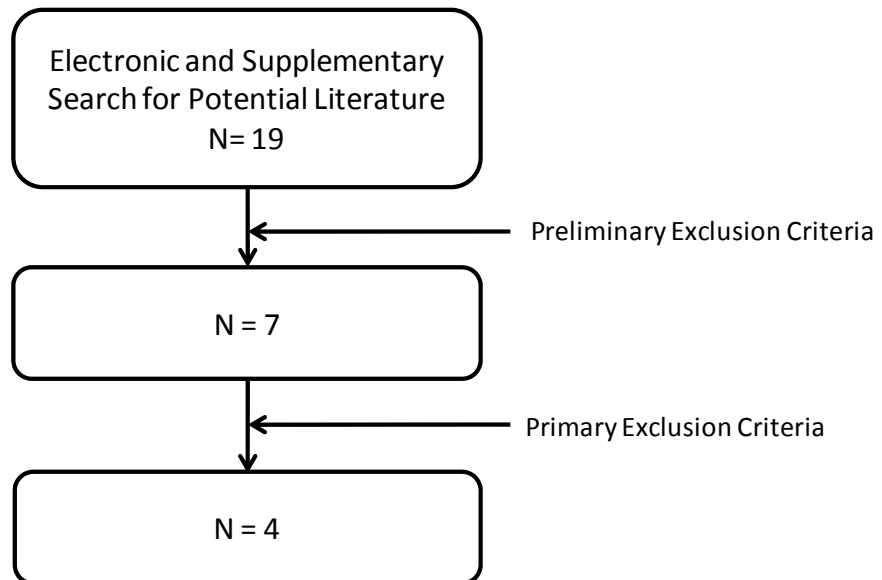 Electronic and Supplementary
Search for Potential Literature
N= 19
Preliminary Exclusion Criteria
N = 7
Primary Exclusion Criteria
N = 4